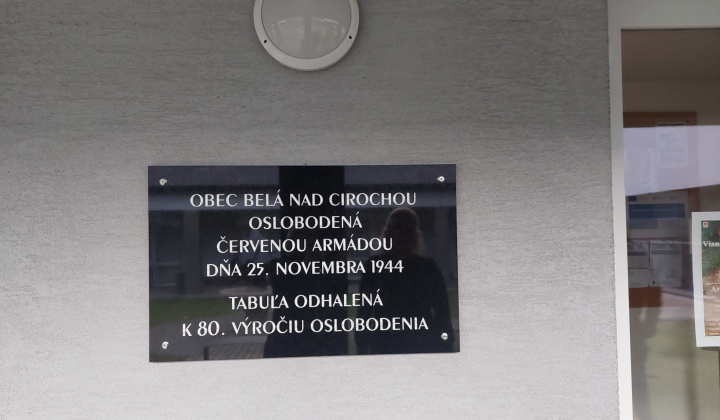 OBEC BELÁ NAD CIROCHOU
OSLOBODENÁ
ČERVENOU ARMÁDOU
DŇA 25. NOVEMBRA 1944
TABUĽA ODHALENÁ
K 80. VÝROČIU OSLOBODENIA